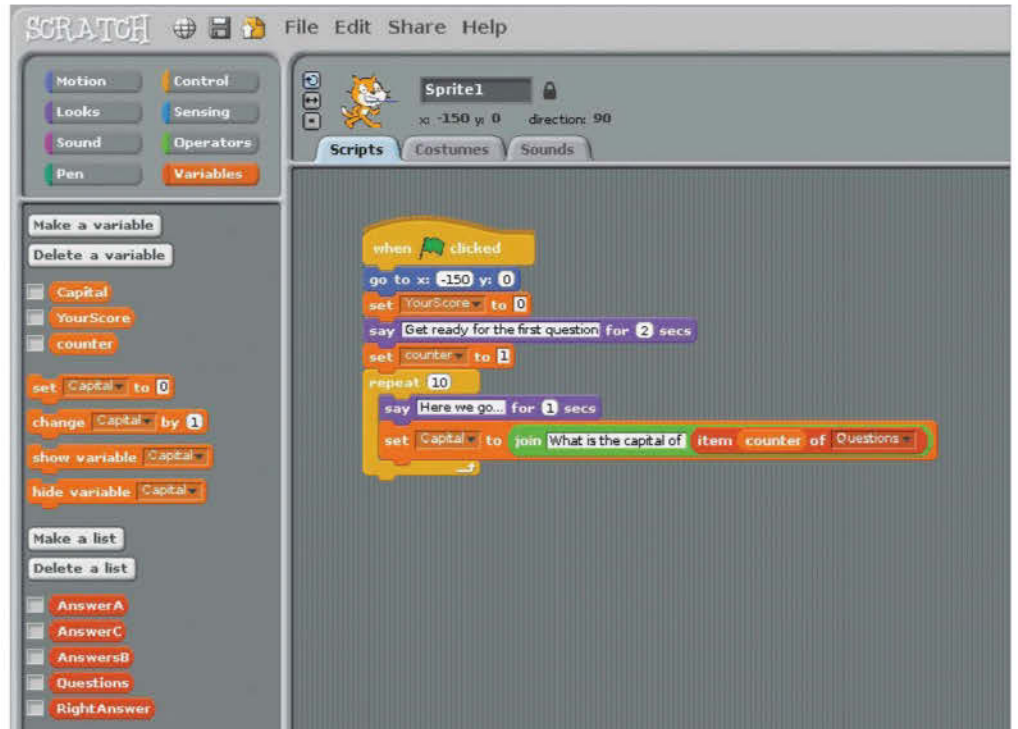 SCRATCH File Edit Share Help
Motion Control
Looks Sensing
Sound Operators
Pen Variables
Make a variable
Delete a variable
Capital
YourScore
counter
set Capital to 0
change Capital by 1
show variable Capital
hide variable Capital
Make a list
Delete a list
AnswerA
AnswerC
AnswersB
Questions
RightAnswer
Sprite1
x: -150 y: 0 direction: 90
Scripts Costumes Sounds
when clicked
go to x: -150 y: 0
set YourScore to 0
say Get ready for the first question for 2 secs
set counter to 1
repeat 10
say Here we go... for 1 secs
set Capital to join What is the capital of item counter of Questions